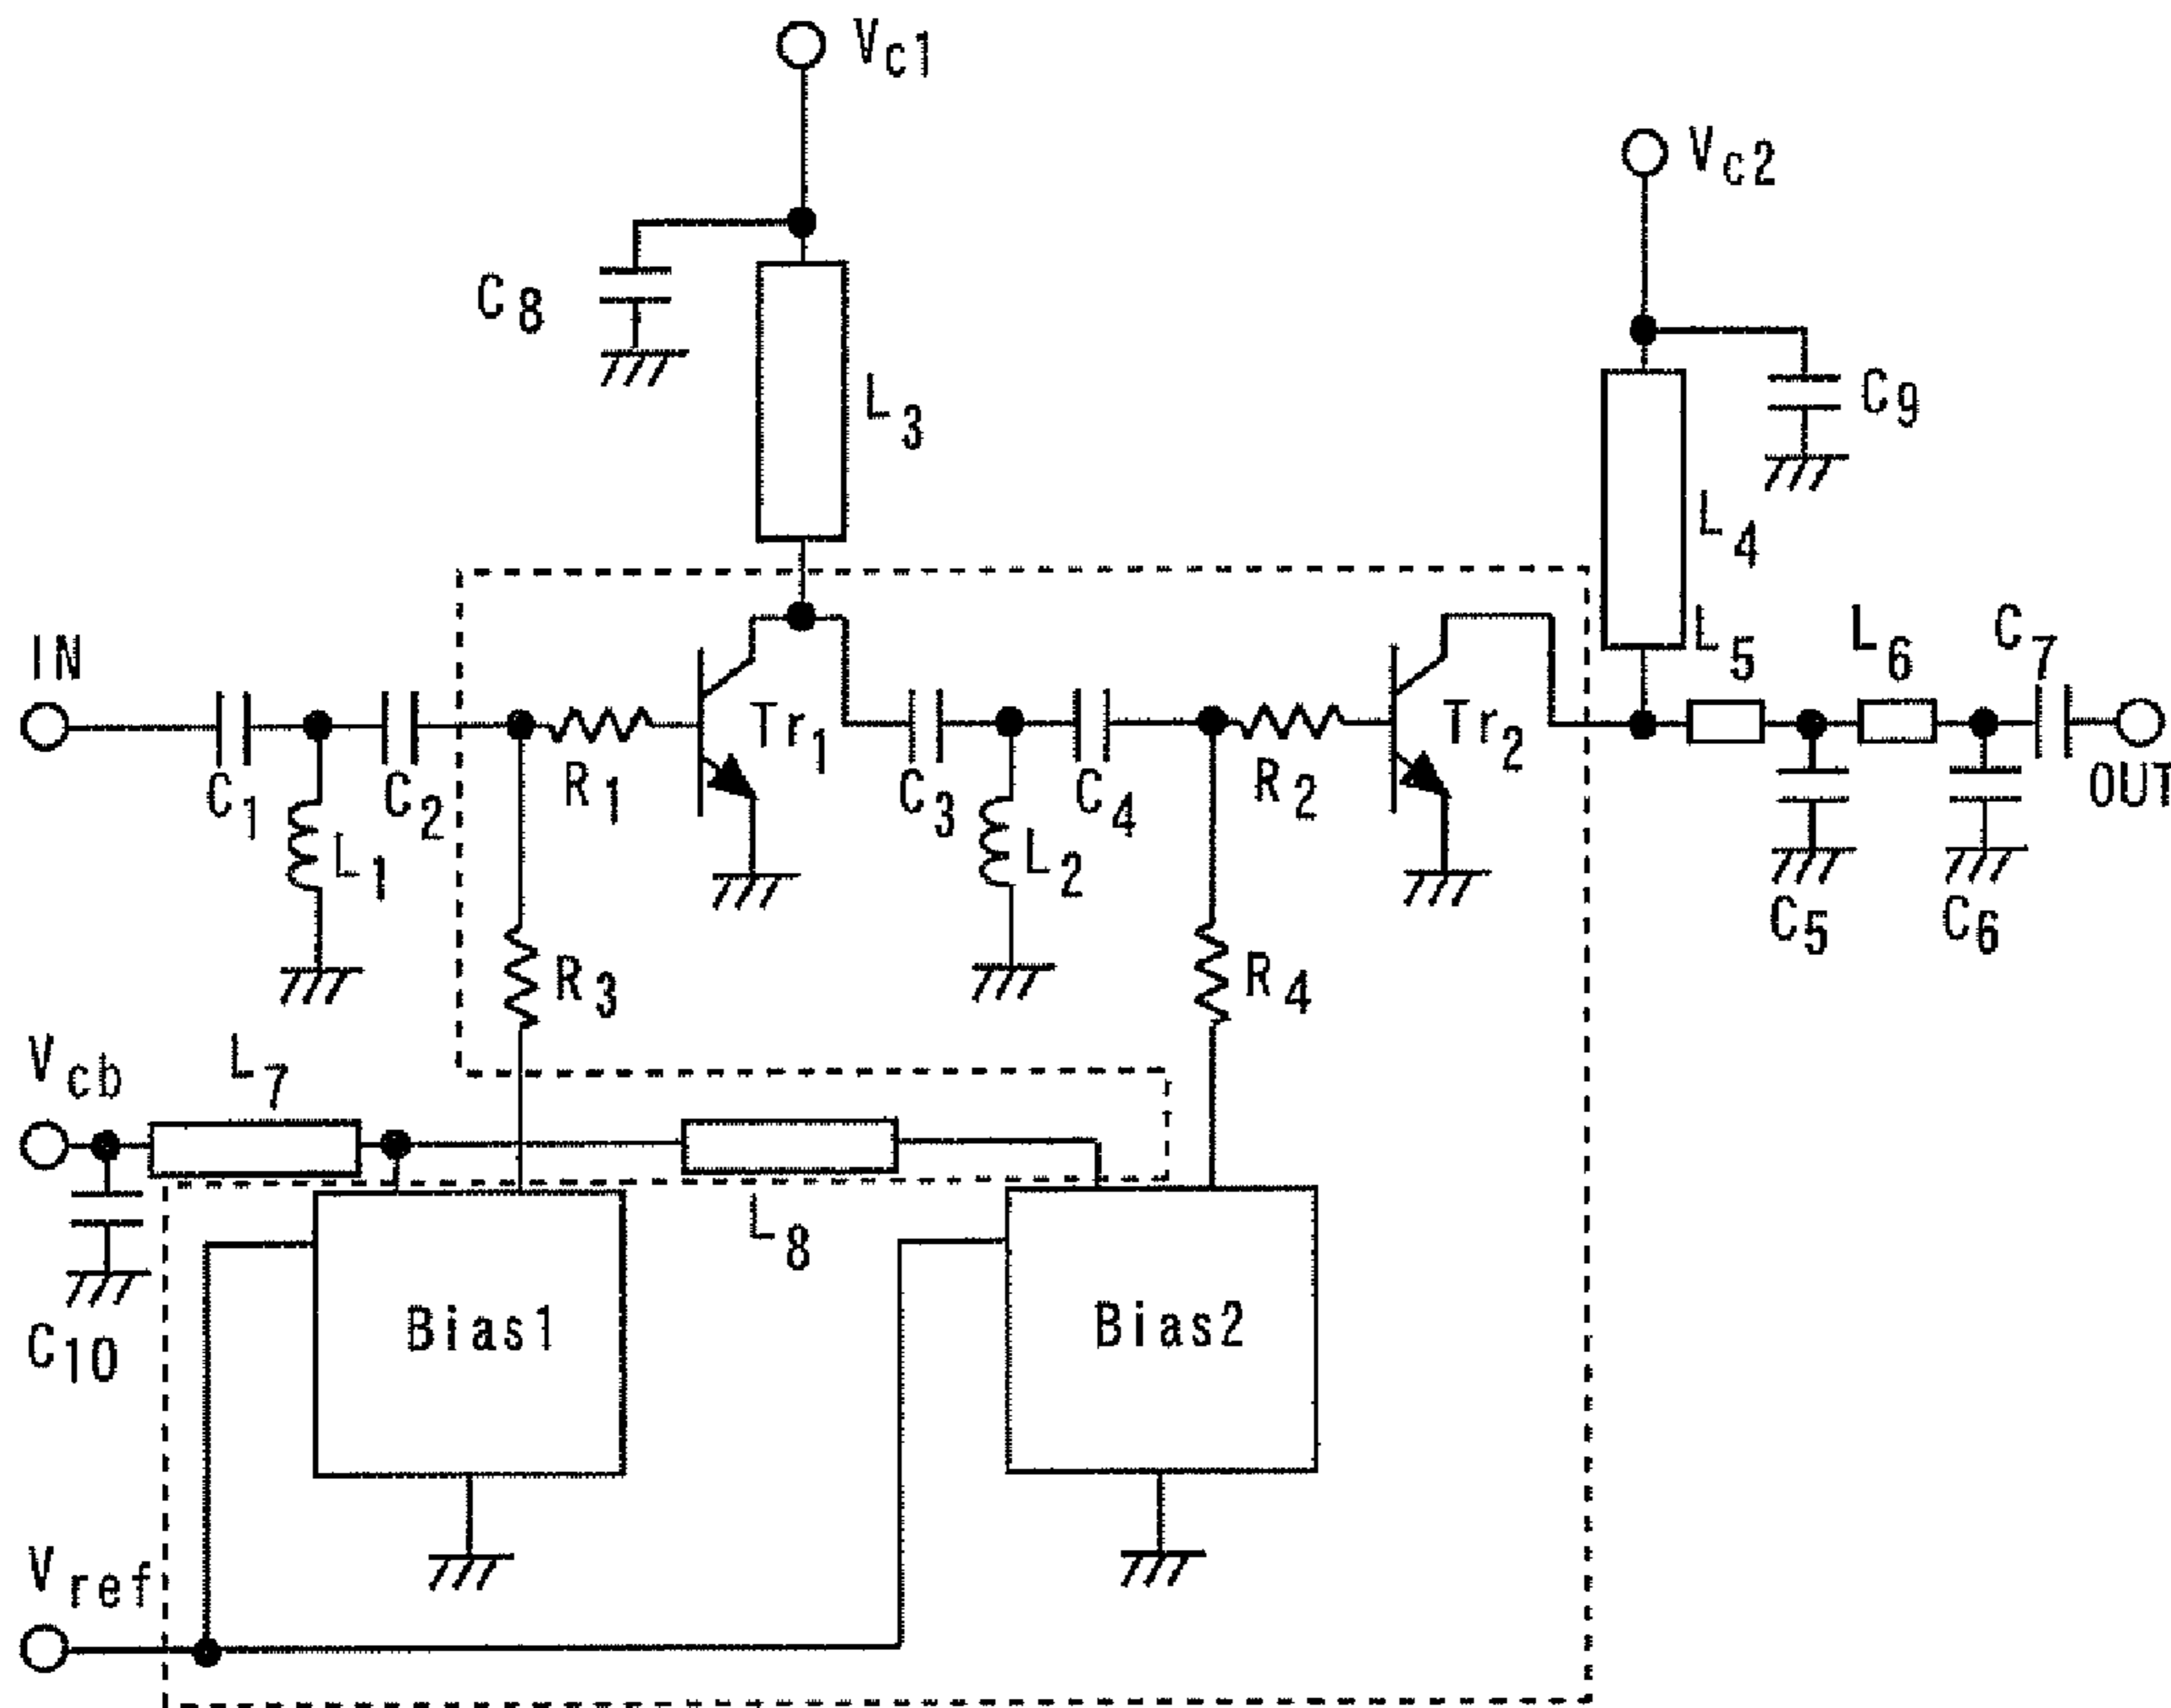 Vc1
Vc2
C8
L3
C9
L4
IN
L5
L6
C7
Tr1
Tr2
C1
C2
R1
C3
C4
R2
OUT
L1
L2
C5
C6
R3
R4
Vcb
L7
L8
C10
Bias1
Bias2
Vref